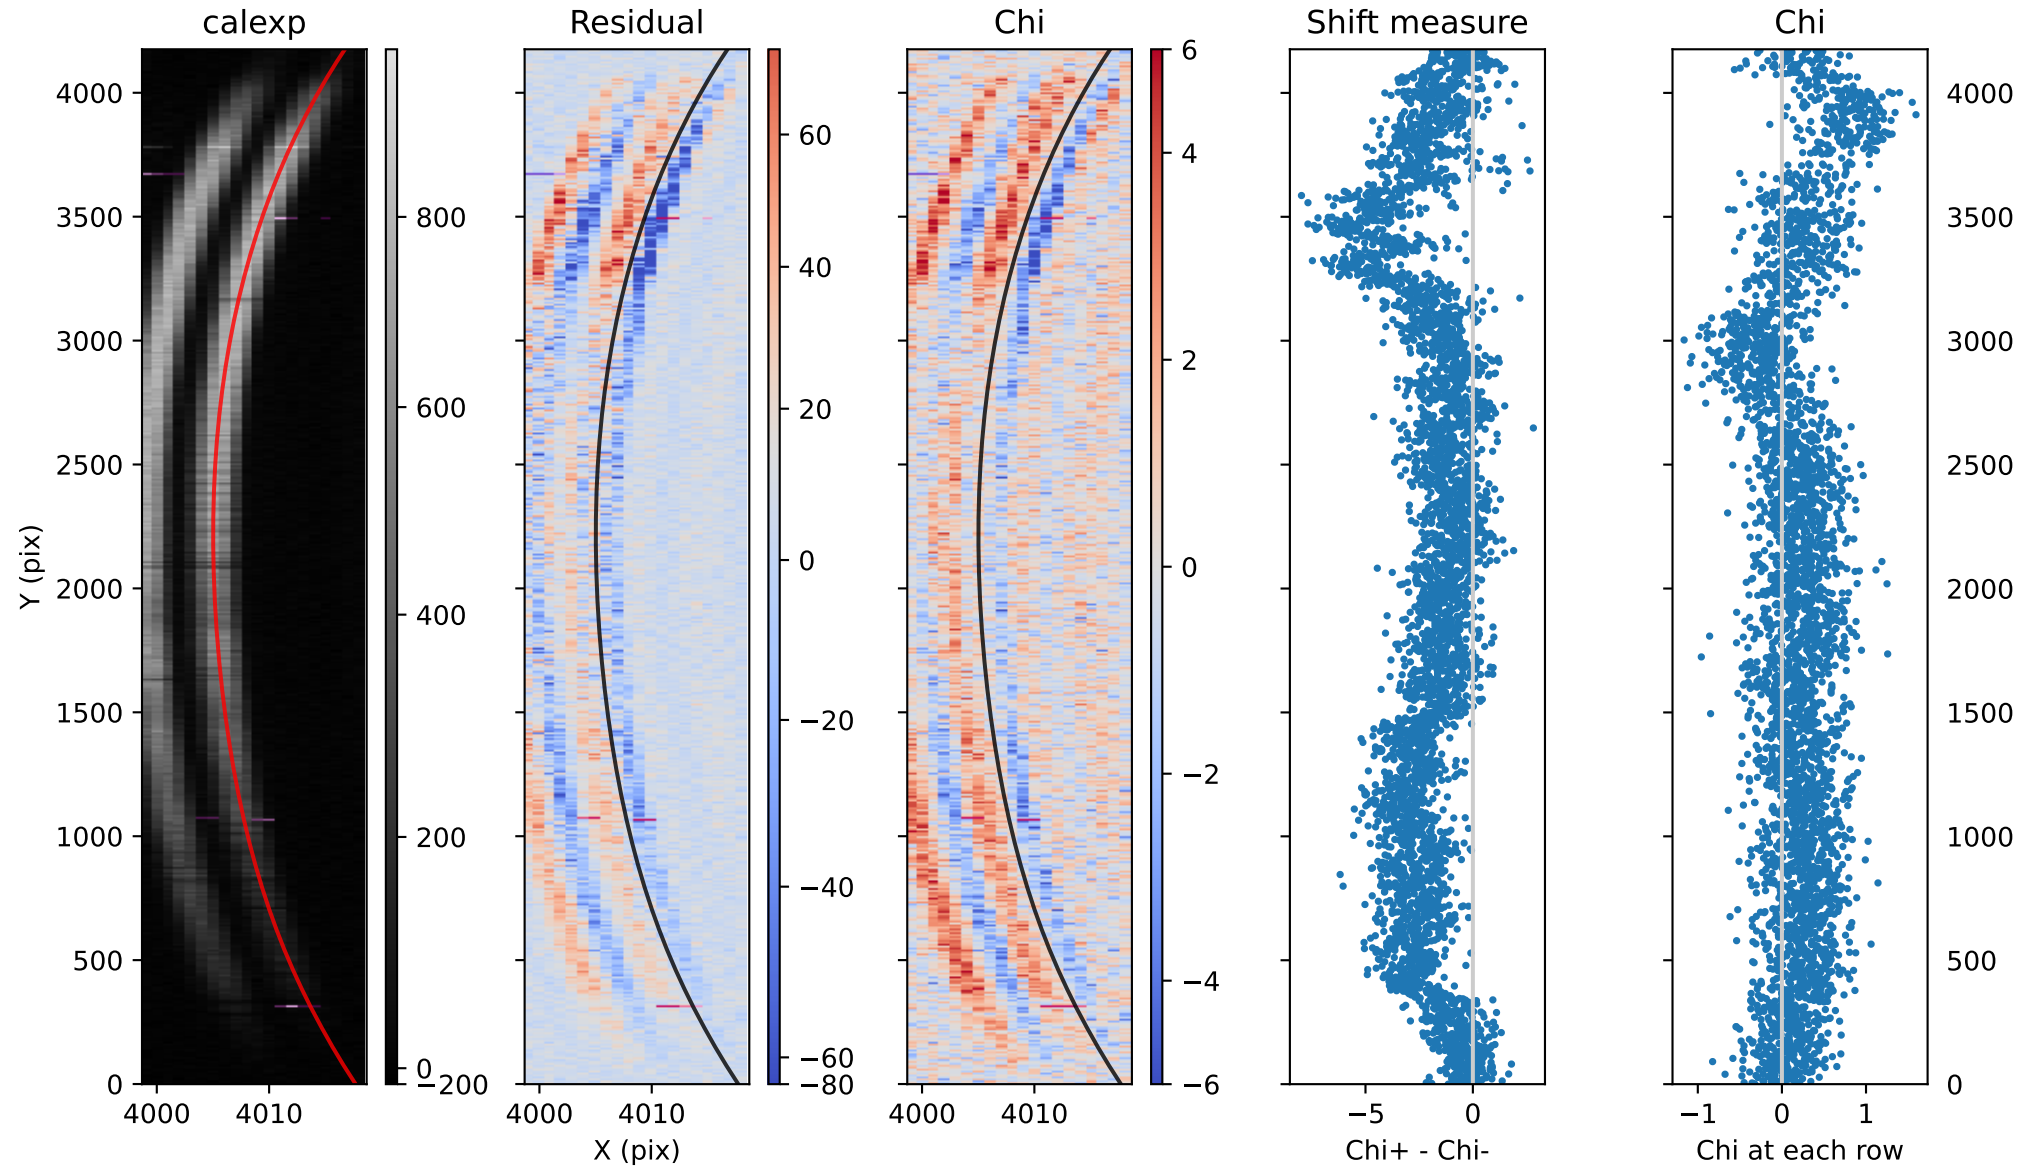 calexp Residual Chi Shift measure Chi
4000 6 4000
60 4
3500 800 3500
40
3000 3000
600 20 2
2500 2500
Y (pix) 0 0
2000 400 2000
1500 −20 1500
−2
1000 200 1000
−40
500 −4 500
0 −60
0 −200 −80 −6 0
4000 4010 4000 4010 4000 4010 −5 0 −1 0 1
X (pix) Chi+ - Chi- Chi at each row